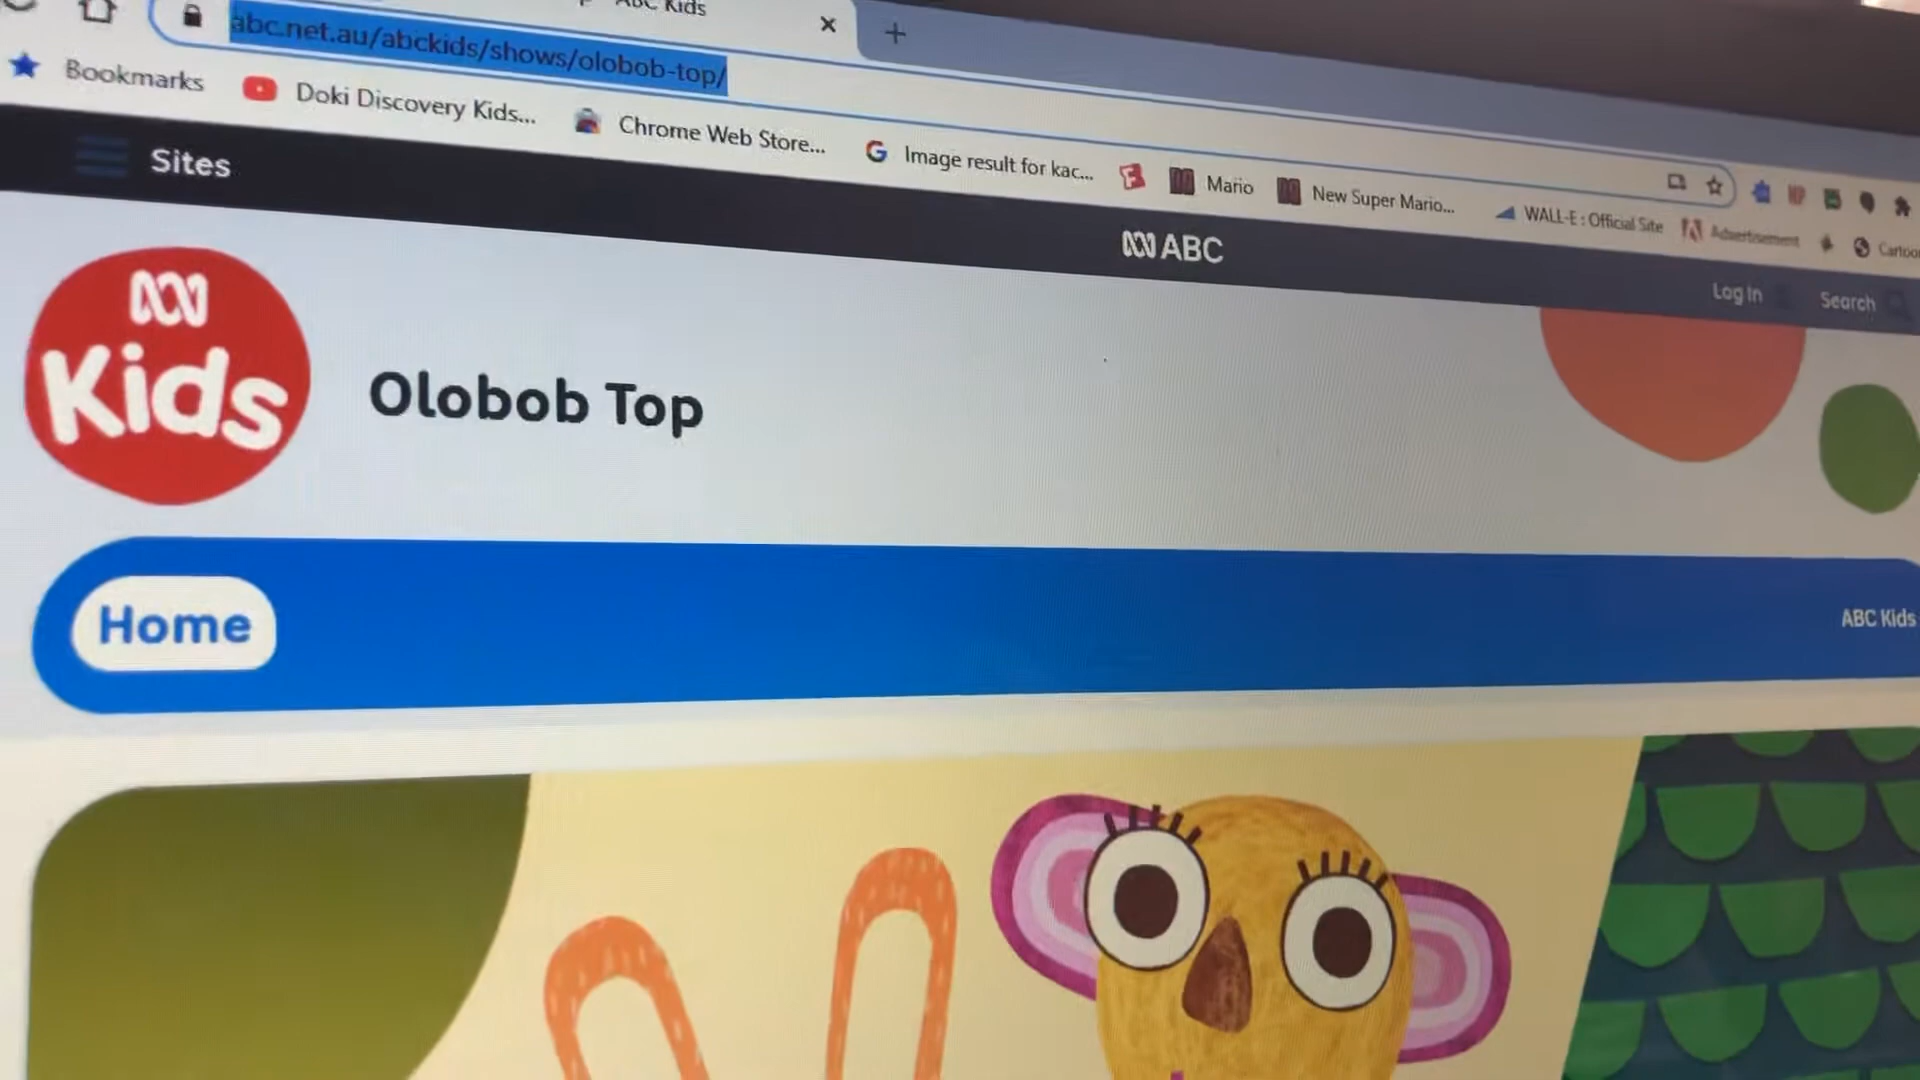 ABC Kids
abc.net.au/abckids/shows/olobob-top/
Bookmarks
Doki Discovery Kids...
Chrome Web Store...
Image result for kac...
Mario
New Super Mario...
WALL-E : Official Site
Advertisement
Sites
ABC
Log In
Search
Kids
Olobob Top
Home
ABC Kids